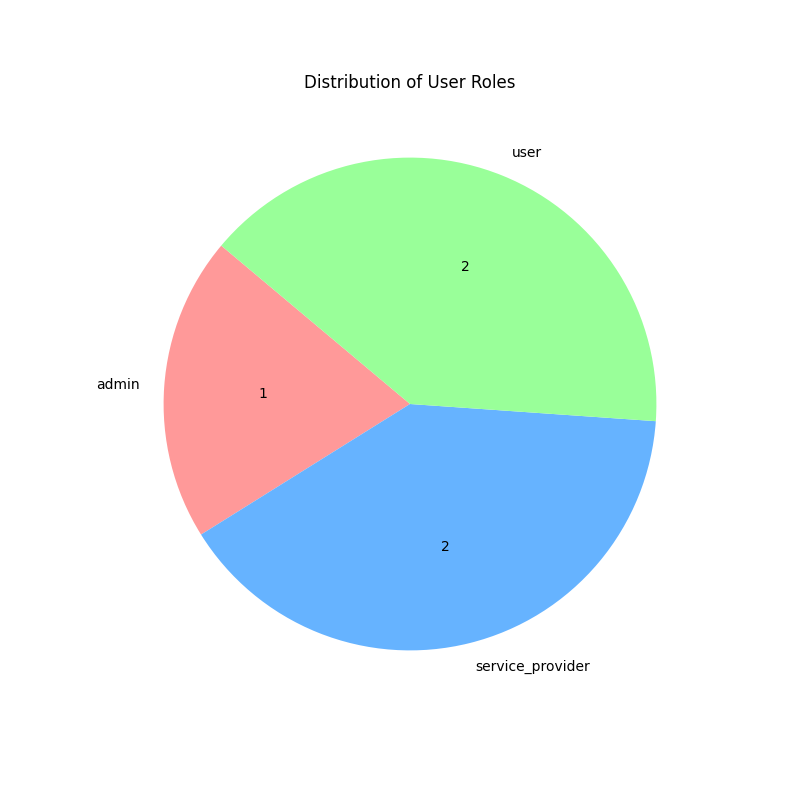 Distribution of User Roles
user
2
admin
1
2
service_provider